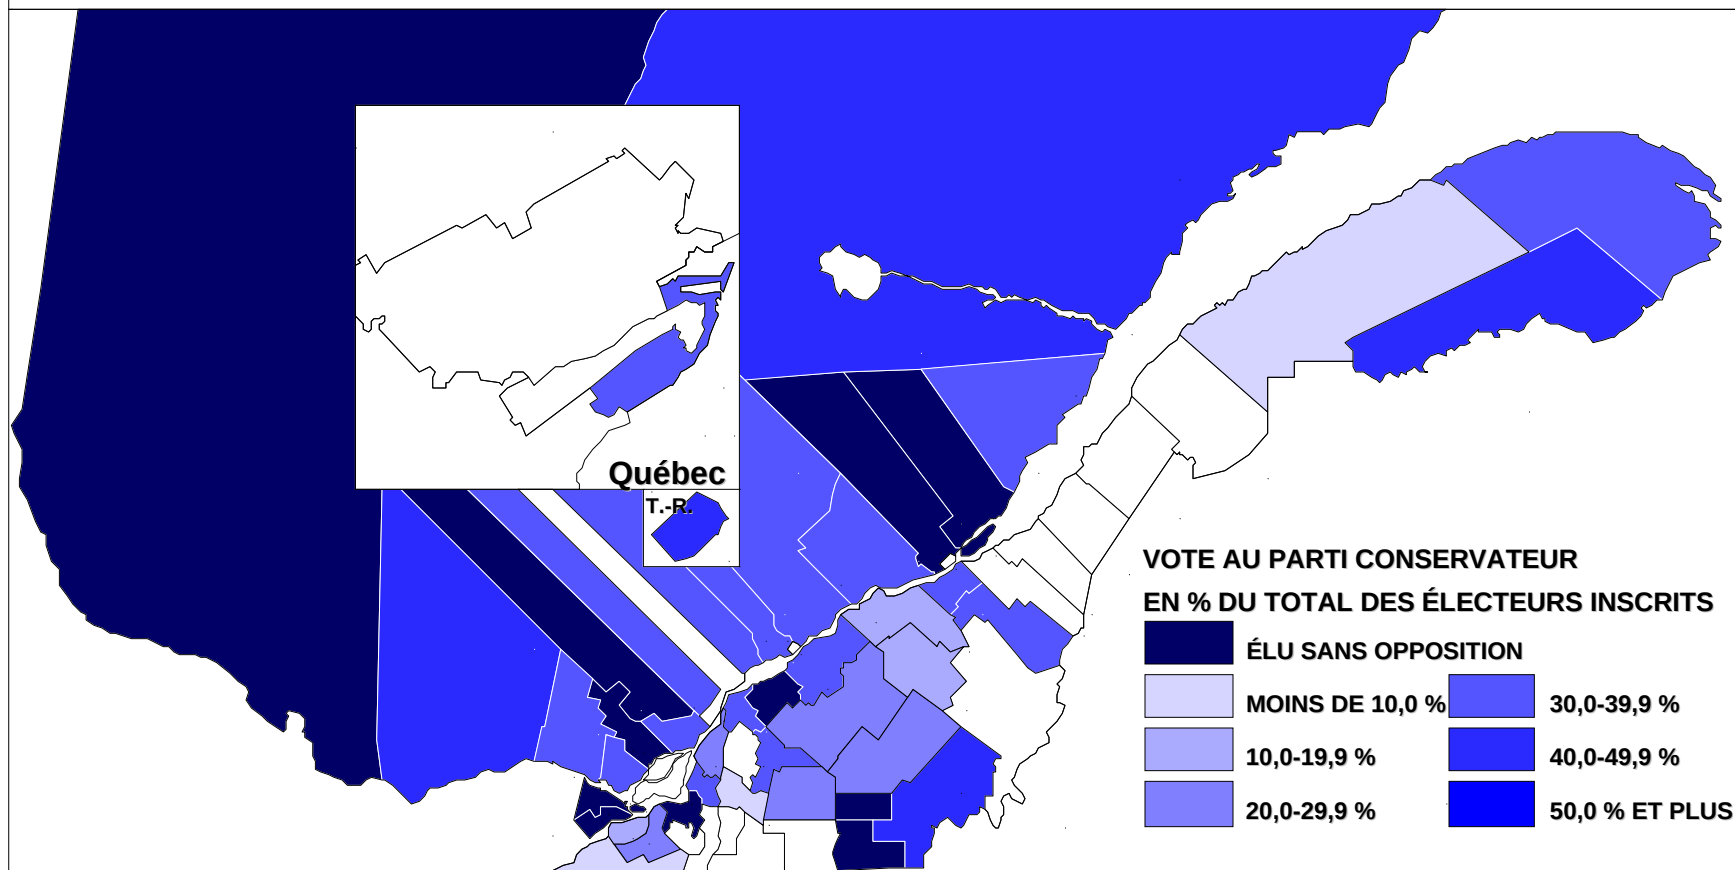 Québec
T.-R.
VOTE AU PARTI CONSERVATEUR
EN % DU TOTAL DES ÉLECTEURS INSCRITS
ÉLU SANS OPPOSITION
MOINS DE 10,0 %
30,0-39,9 %
10,0-19,9 %
40,0-49,9 %
20,0-29,9 %
50,0 % ET PLUS